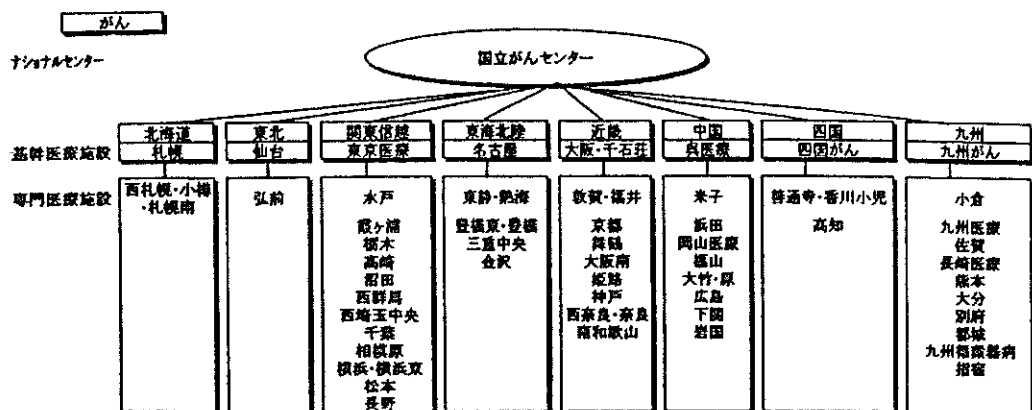 がん
ナショナルセンター
国立がんセンター
北海道 東北 関東信越 東海北陸 近畿 中国 四国 九州
基幹医療施設 札幌 仙台 東京医療 名古屋 大阪・千石荘 呉医療 四国がん 九州がん
専門医療施設
西札幌・小樽
・札幌南
弘前
水戸
霞ヶ浦
栃木
高崎
沼田
西群馬
西埼玉中央
千葉
相模原
横浜・横浜東
松本
長野
東静・熱海
豊橋東・豊橋
三重中央
金沢
敦賀・福井
京都
舞鶴
大阪南
姫路
神戸
西奈良・奈良
南和歌山
米子
浜田
岡山医療
福山
大竹・原
広島
下関
岩国
善通寺・香川小児
高知
小倉
九州医療
佐賀
長崎医療
熊本
大分
別府
都城
九州循環器病
指宿